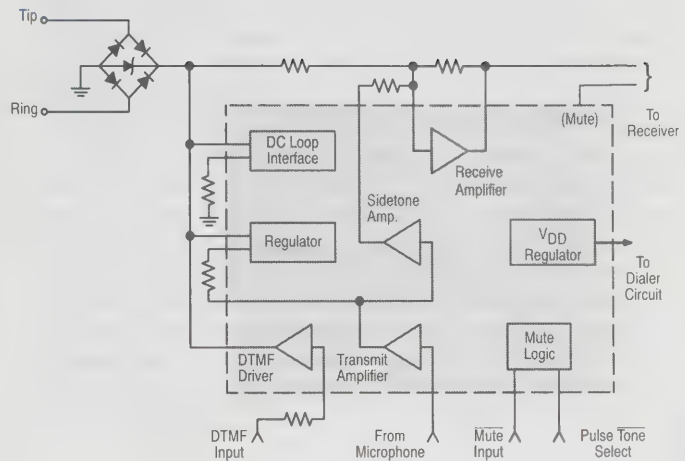 Tip
Ring
DC Loop
Interface
Regulator
Sidetone
Amp.
Receive
Amplifier
(Mute)
To
Receiver
VDD
Regulator
To
Dialer
Circuit
DTMF
Driver
Transmit
Amplifier
Mute
Logic
DTMF
Input
From
Microphone
Mute
Input
Pulse Tone
Select